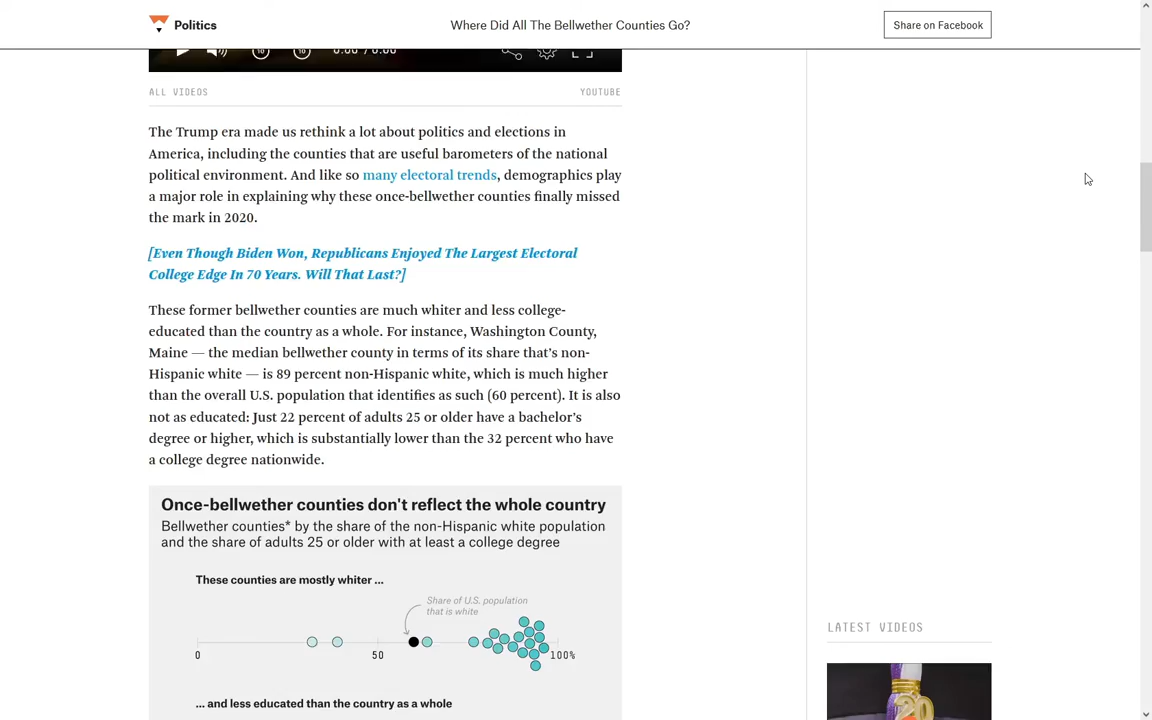 Politics
Where Did All The Bellwether Counties Go?
Share on Facebook
0:00 / 0:00
ALL VIDEOS
YOUTUBE
The Trump era made us rethink a lot about politics and elections in
America, including the counties that are useful barometers of the national
political environment. And like so many electoral trends, demographics play
a major role in explaining why these once-bellwether counties finally missed
the mark in 2020.
[Even Though Biden Won, Republicans Enjoyed The Largest Electoral
College Edge In 70 Years. Will That Last?]
These former bellwether counties are much whiter and less college-
educated than the country as a whole. For instance, Washington County,
Maine — the median bellwether county in terms of its share that's non-
Hispanic white — is 89 percent non-Hispanic white, which is much higher
than the overall U.S. population that identifies as such (60 percent). It is also
not as educated: Just 22 percent of adults 25 or older have a bachelor's
degree or higher, which is substantially lower than the 32 percent who have
a college degree nationwide.
Once-bellwether counties don't reflect the whole country
Bellwether counties* by the share of the non-Hispanic white population
and the share of adults 25 or older with at least a college degree
These counties are mostly whiter ...
Share of U.S. population
that is white
0
50
100%
... and less educated than the country as a whole
LATEST VIDEOS
20